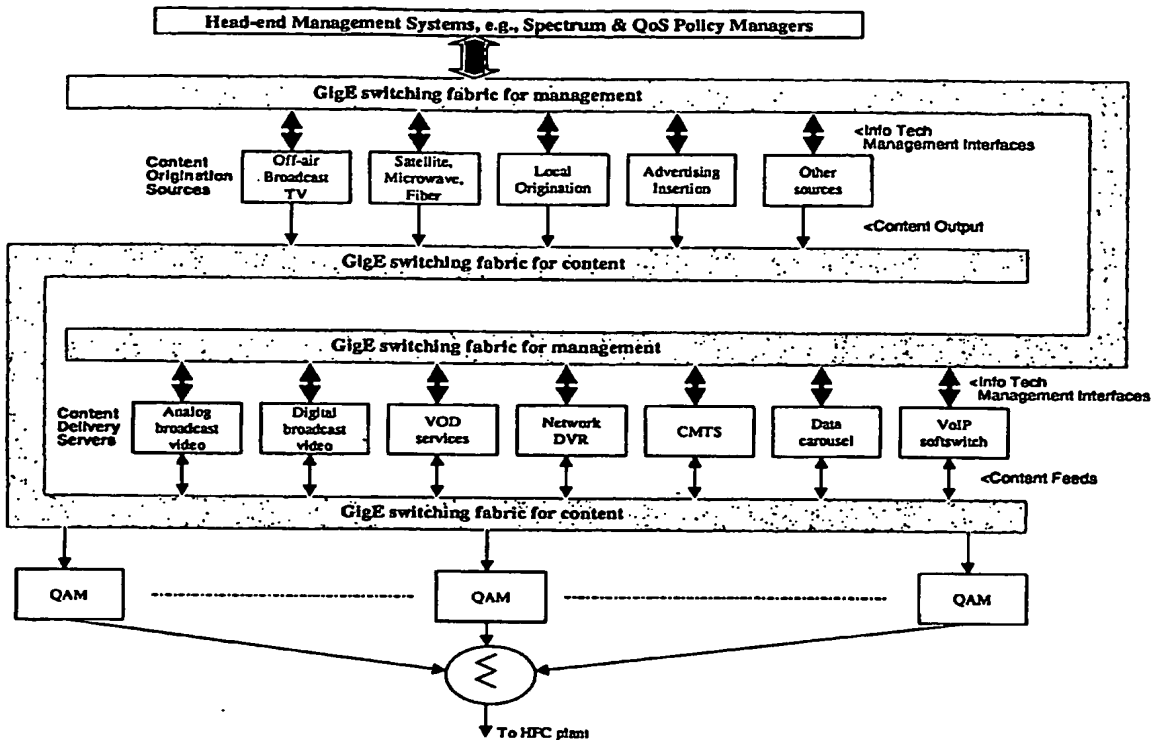 Head-end Management Systems, e.g., Spectrum & QoS Policy Managers
GigE switching fabric for management
<Info Tech
Management Interfaces
Content
Origination
Sources
Off-air
Broadcast
TV
Satellite,
Microwave,
Fiber
Local
Origination
Advertising
Insertion
Other
sources
<Content Output
GigE switching fabric for content
GigE switching fabric for management
<Info Tech
Management Interfaces
Content
Delivery
Servers
Analog
broadcast
video
Digital
broadcast
video
VOD
services
Network
DVR
CMTS
Data
carousel
VoIP
softswitch
<Content Feeds
GigE switching fabric for content
QAM
QAM
QAM
To HFC plant